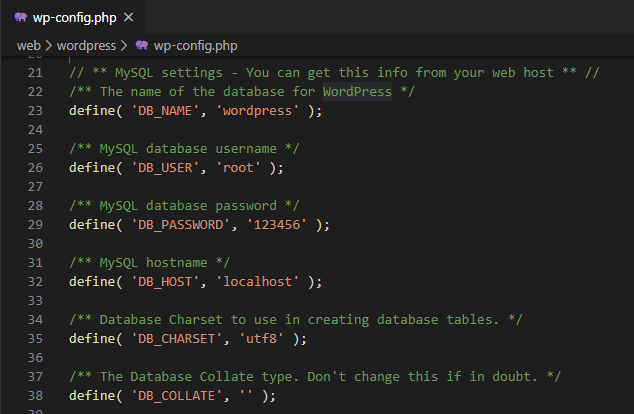 wp-config.php
web > wordpress > wp-config.php
21 // ** MySQL settings - You can get this info from your web host ** //
22 /** The name of the database for WordPress */
23 define( 'DB_NAME', 'wordpress' );
24
25 /** MySQL database username */
26 define( 'DB_USER', 'root' );
27
28 /** MySQL database password */
29 define( 'DB_PASSWORD', '123456' );
30
31 /** MySQL hostname */
32 define( 'DB_HOST', 'localhost' );
33
34 /** Database Charset to use in creating database tables. */
35 define( 'DB_CHARSET', 'utf8' );
36
37 /** The Database Collate type. Don't change this if in doubt. */
38 define( 'DB_COLLATE', '' );